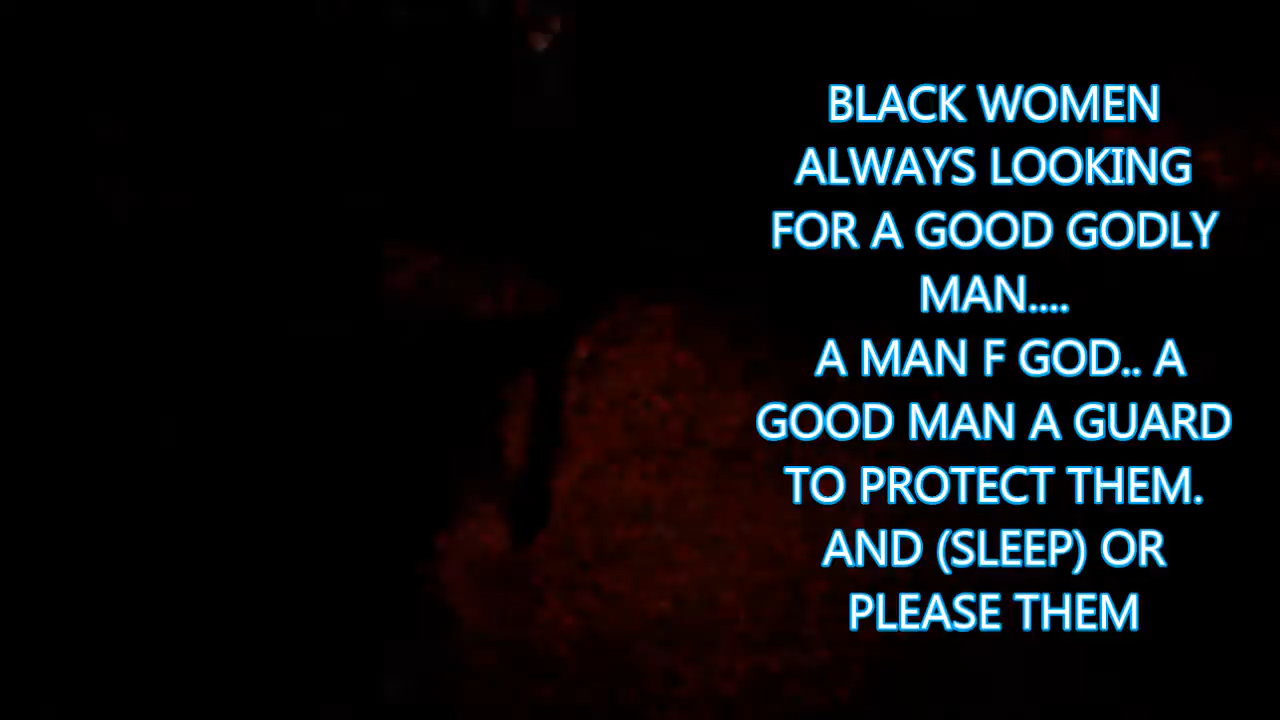 BLACK WOMEN
ALWAYS LOOKING
FOR A GOOD GODLY
MAN....
A MAN F GOD.. A
GOOD MAN A GUARD
TO PROTECT THEM.
AND (SLEEP) OR
PLEASE THEM